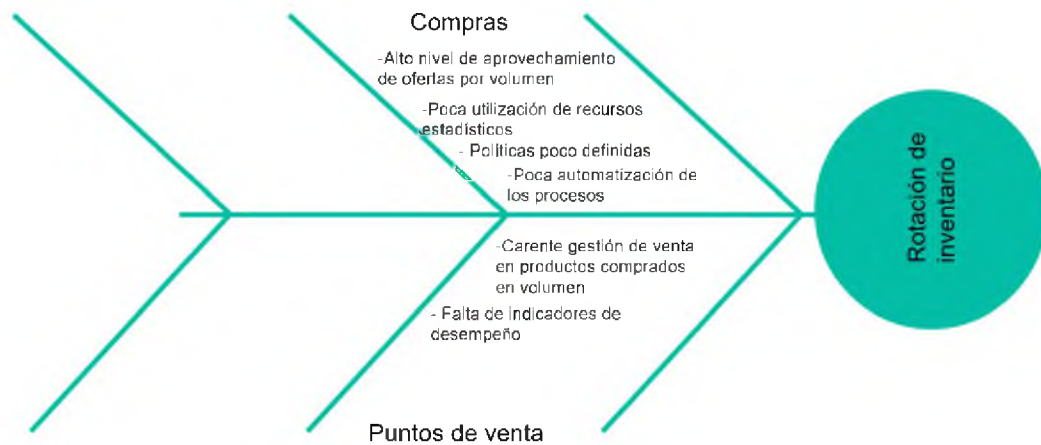 Compras
-Alto nivel de aprovechamiento
de ofertas por volumen
-Poca utilización de recursos
estadísticos
- Políticas poco definidas
-Poca automatización de
los procesos
-Carente gestión de venta
en productos comprados
en volumen
- Falta de indicadores de
desempeño
Puntos de venta
Rotación de
inventario